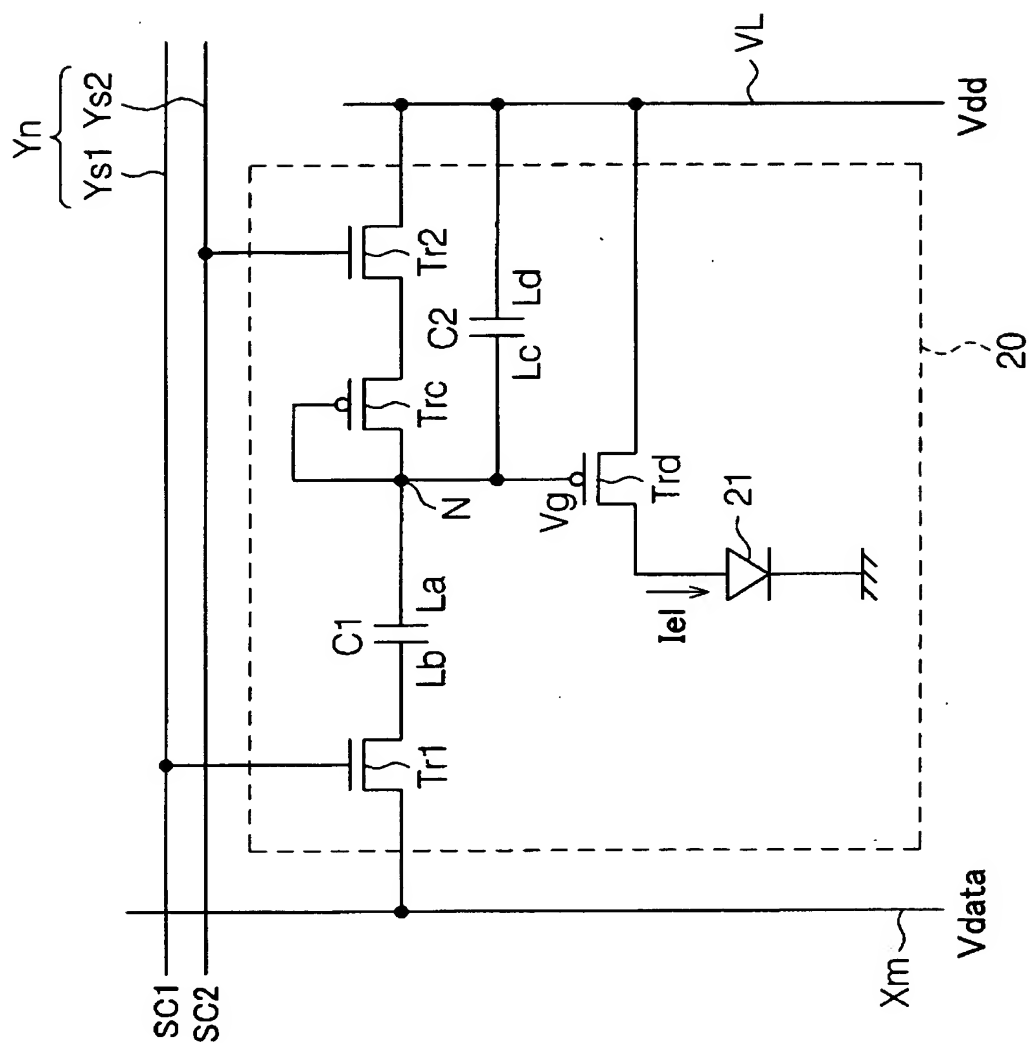 Yn
Ys1 Ys2
SC1
SC2
VL
Tr1
Lb
C1
La
N
Trc
Tr2
C2
Lc
Ld
Vg
Trd
Iel
21
20
Xm
Vdata
Vdd